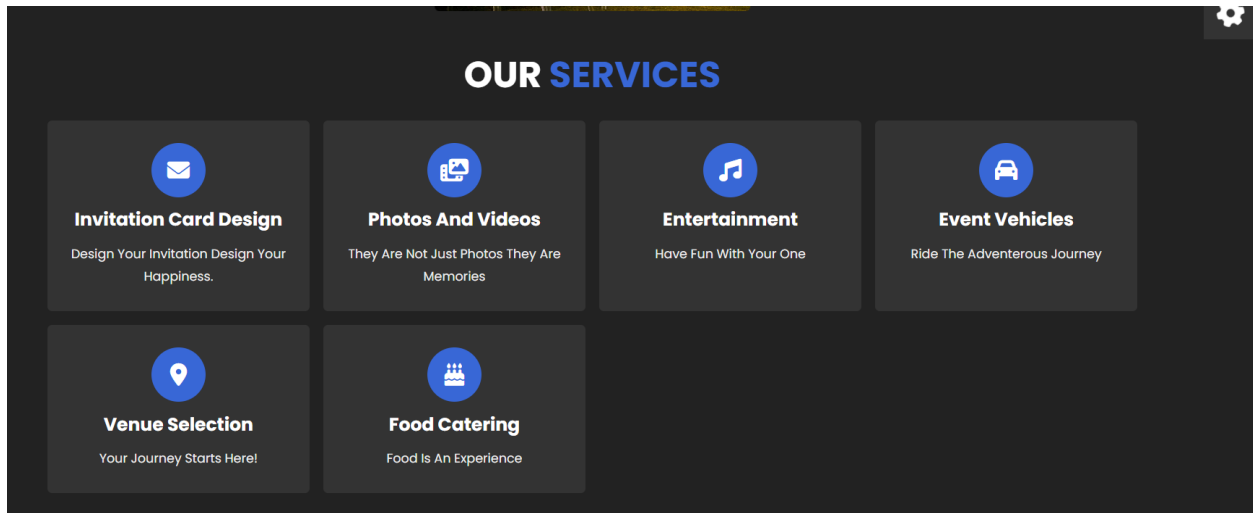 OUR SERVICES
Invitation Card Design
Design Your Invitation Design Your
Happiness.
Photos And Videos
They Are Not Just Photos They Are
Memories
Entertainment
Have Fun With Your One
Event Vehicles
Ride The Adventerous Journey
Venue Selection
Your Journey Starts Here!
Food Catering
Food Is An Experience